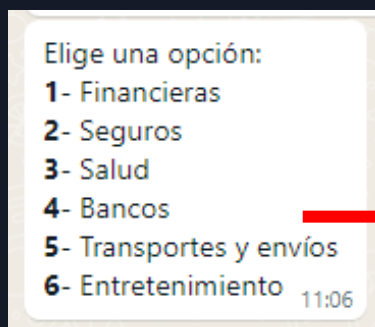 Elige una opción:
1- Financieras
2- Seguros
3- Salud
4- Bancos
5- Transportes y envíos
6- Entretenimiento
11:06